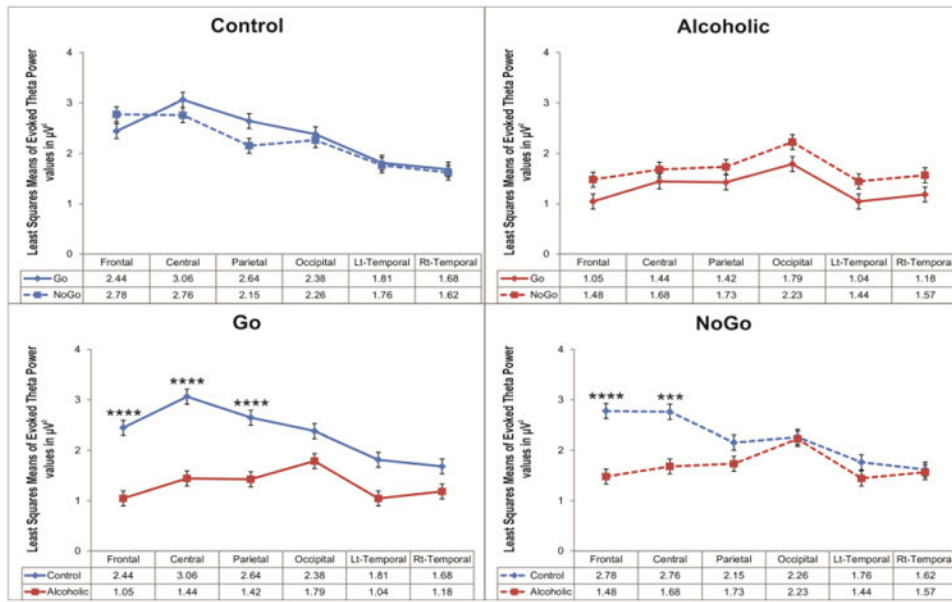 Control
Least Squares Means of Evoked Theta Power
values in µV²
4
3
2
1
0
Frontal Central Parietal Occipital Lt-Temporal Rt-Temporal
Go 2.44 3.06 2.64 2.38 1.81 1.68
NoGo 2.78 2.76 2.15 2.26 1.76 1.62
Alcoholic
Least Squares Means of Evoked Theta Power
values in µV²
4
3
2
1
0
Frontal Central Parietal Occipital Lt-Temporal Rt-Temporal
Go 1.05 1.44 1.42 1.79 1.04 1.18
NoGo 1.48 1.68 1.73 2.23 1.44 1.57
Go
Least Squares Means of Evoked Theta Power
values in µV²
4
3
2
1
0
**** **** ****
Frontal Central Parietal Occipital Lt-Temporal Rt-Temporal
Control 2.44 3.06 2.64 2.38 1.81 1.68
Alcoholic 1.05 1.44 1.42 1.79 1.04 1.18
NoGo
Least Squares Means of Evoked Theta Power
values in µV²
4
3
2
1
0
**** ***
Frontal Central Parietal Occipital Lt-Temporal Rt-Temporal
Control 2.78 2.76 2.15 2.26 1.76 1.62
Alcoholic 1.48 1.68 1.73 2.23 1.44 1.57